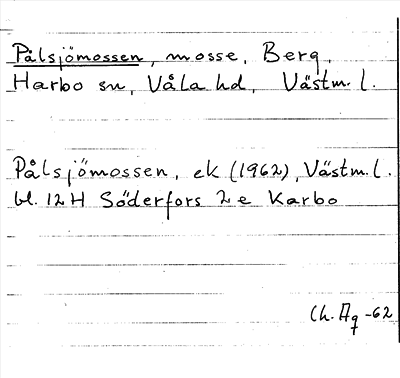 Pålsjömossen, mosse, Berg,
Harbo sn, Våla hd, Västm. l.
Pålsjömossen, ek (1962), Västm. l.
bl. 12 H Söderfors 2 e Karbo
Ch. Ag -62